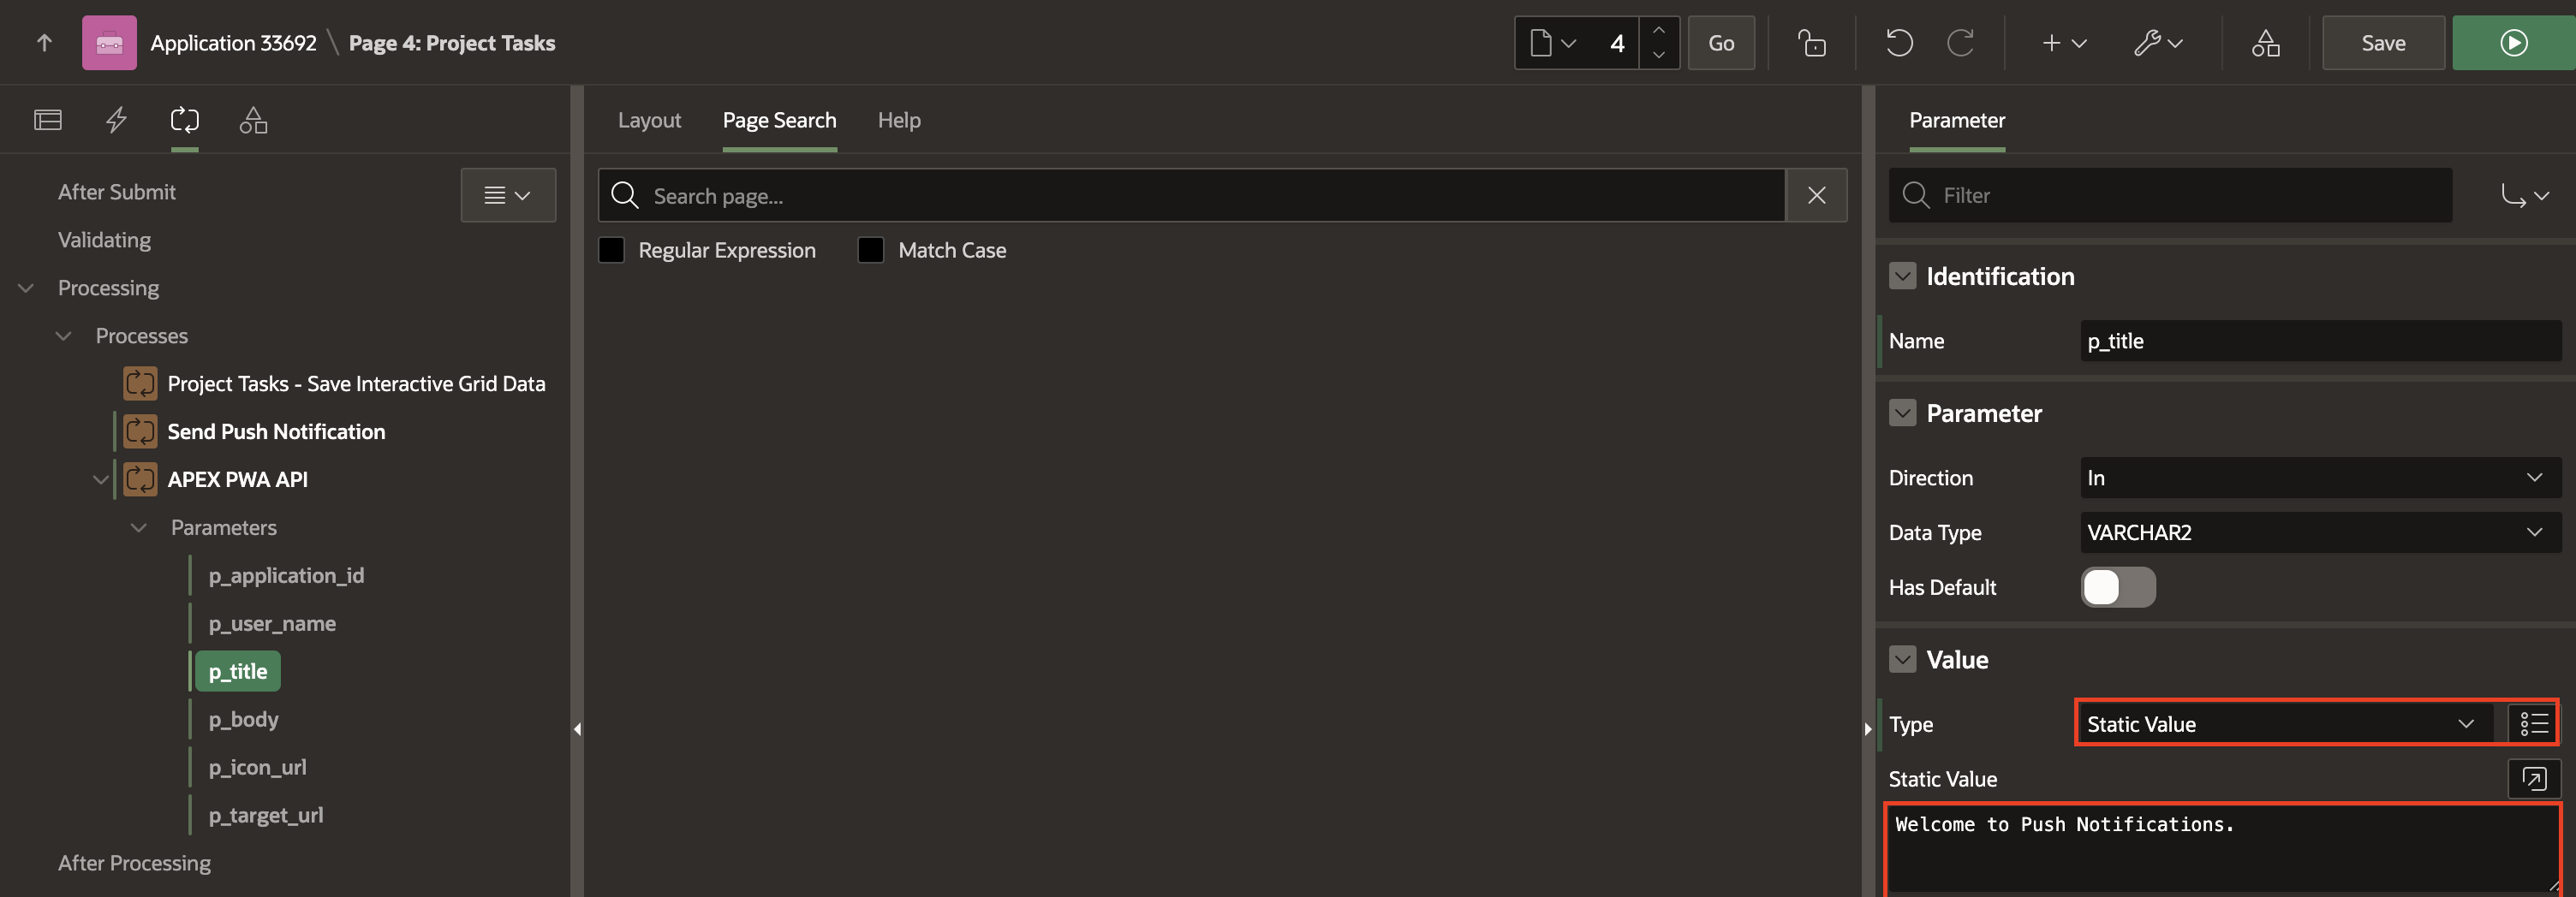 Application 33692 \ Page 4: Project Tasks
4
Go
Save
After Submit
Validating
Processing
Processes
Project Tasks - Save Interactive Grid Data
Send Push Notification
APEX PWA API
Parameters
p_application_id
p_user_name
p_title
p_body
p_icon_url
p_target_url
After Processing
Layout
Page Search
Help
Search page...
Regular Expression
Match Case
Parameter
Filter
Identification
Name
p_title
Parameter
Direction
In
Data Type
VARCHAR2
Has Default
Value
Type
Static Value
Static Value
Welcome to Push Notifications.